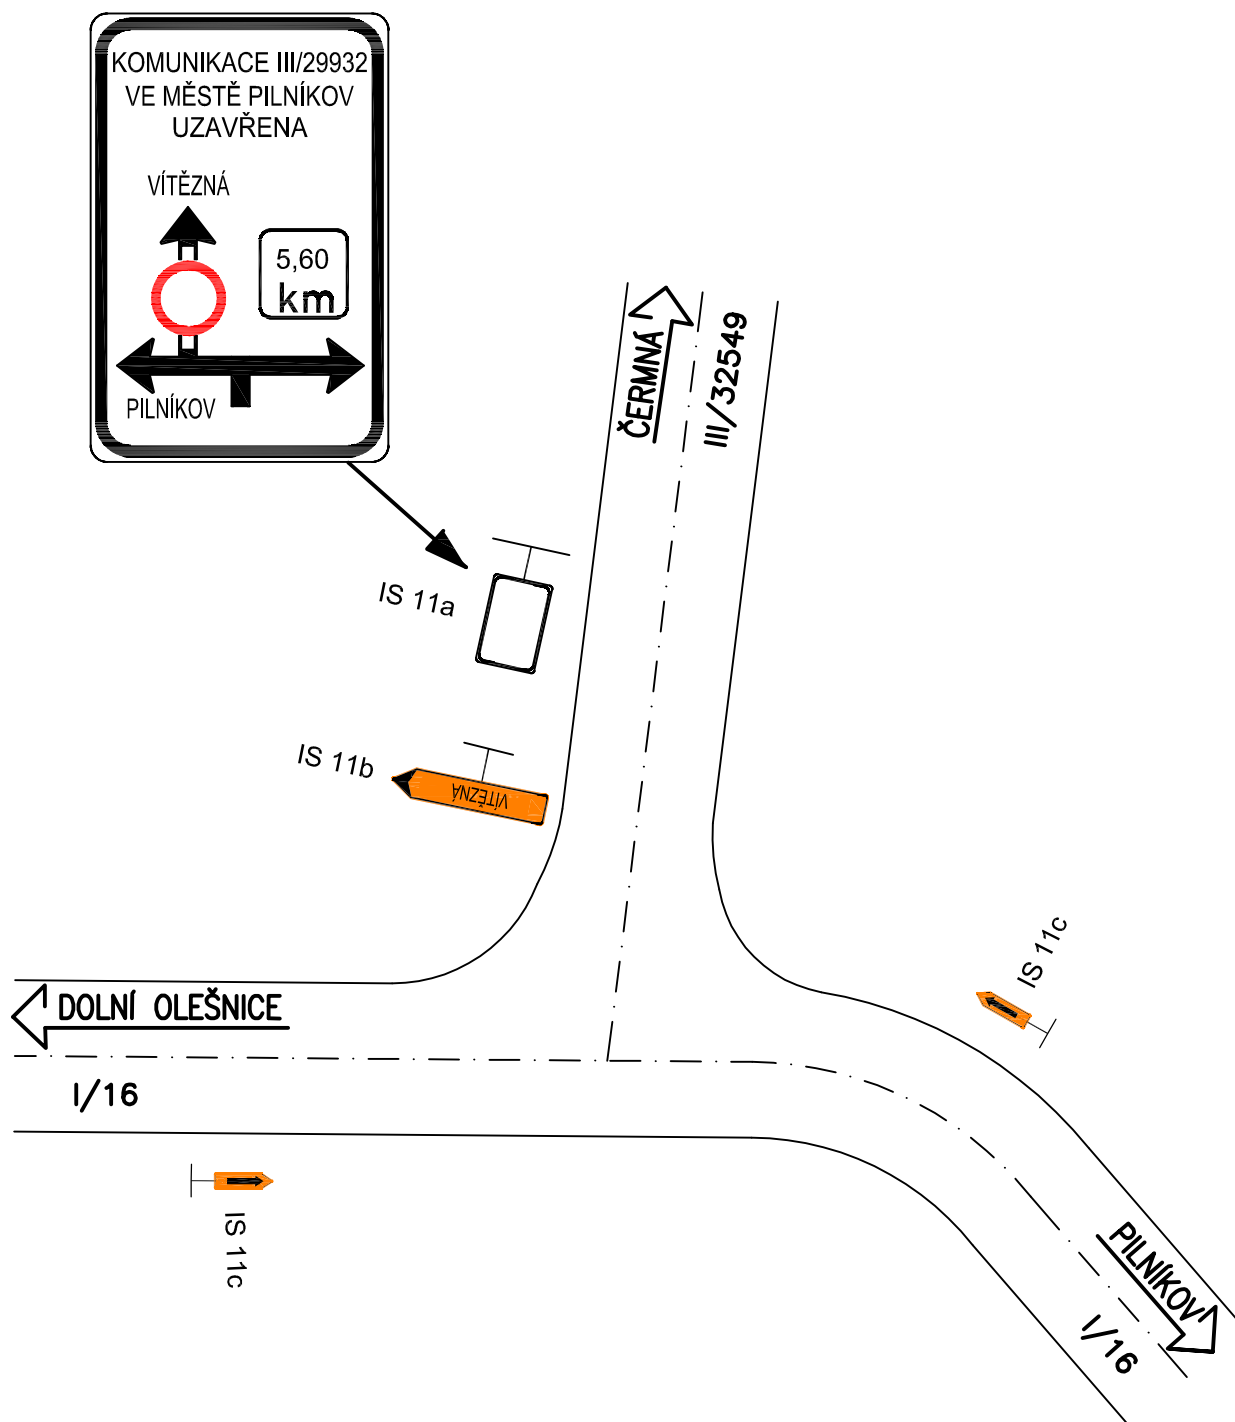 KOMUNIKACE III/29932
VE MĚSTĚ PILNÍKOV
UZAVŘENA
VÍTĚZNÁ
5,60
km
PILNÍKOV
ČERMNÁ
III/32549
IS 11a
IS 11b
VÍTĚZNÁ
IS 11c
DOLNÍ OLEŠNICE
I/16
IS 11c
PILNÍKOV
I/16